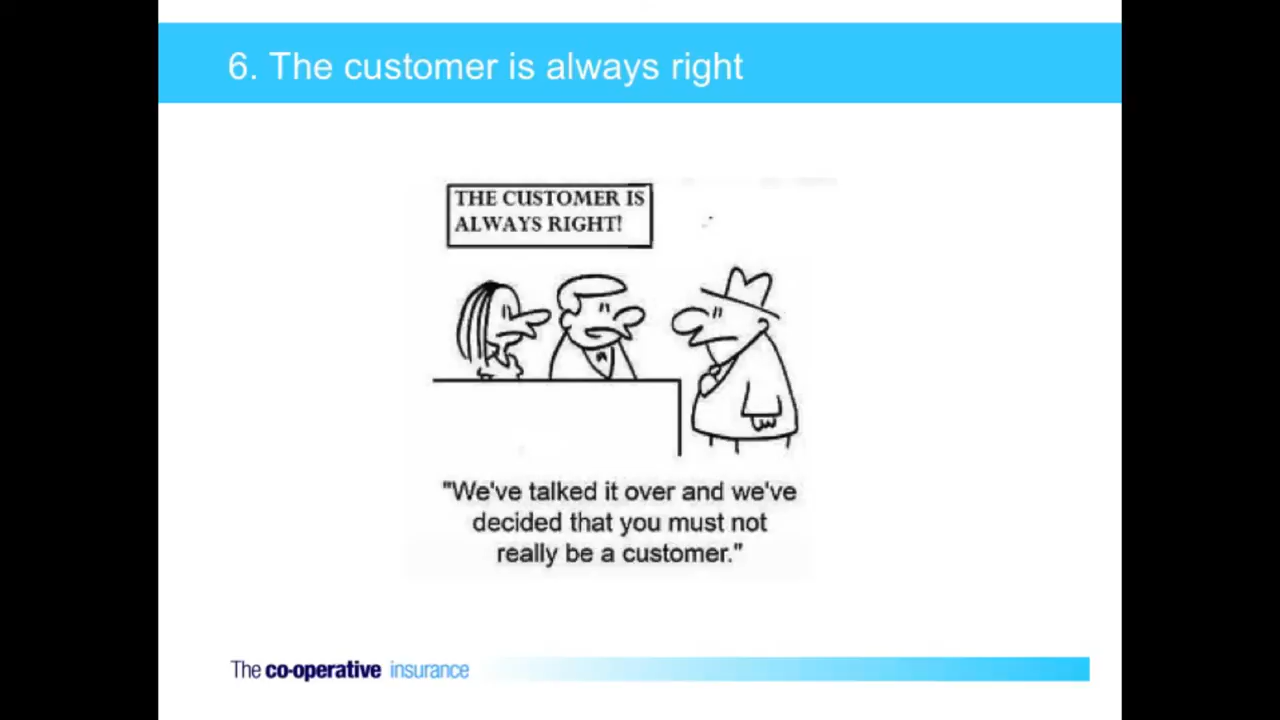 6. The customer is always right
THE CUSTOMER IS
ALWAYS RIGHT!
"We've talked it over and we've
decided that you must not
really be a customer."
The co-operative insurance